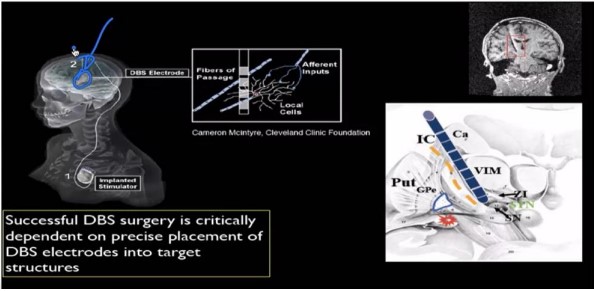 2
DBS Electrode
1
Implanted
Stimulator
Fibers of
Passage
Afferent
Inputs
Local
Cells
Cameron McIntyre, Cleveland Clinic Foundation
IC
Ca
VIM
Put
GPe
ZI
STN
SN
Successful DBS surgery is critically
dependent on precise placement of
DBS electrodes into target
structures